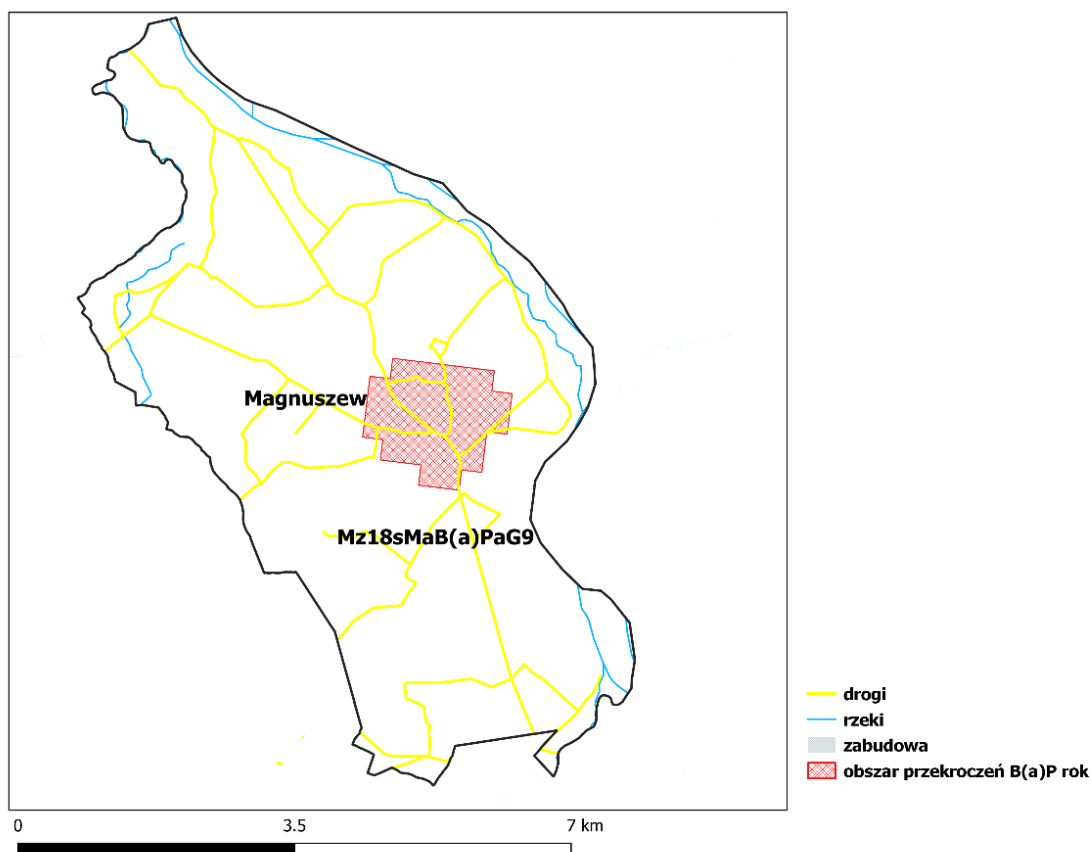 Magnuszew
Mz18sMaB(a)PaG9
drogi
rzeki
zabudowa
obszar przekroczeń B(a)P rok
0 3.5 7 km